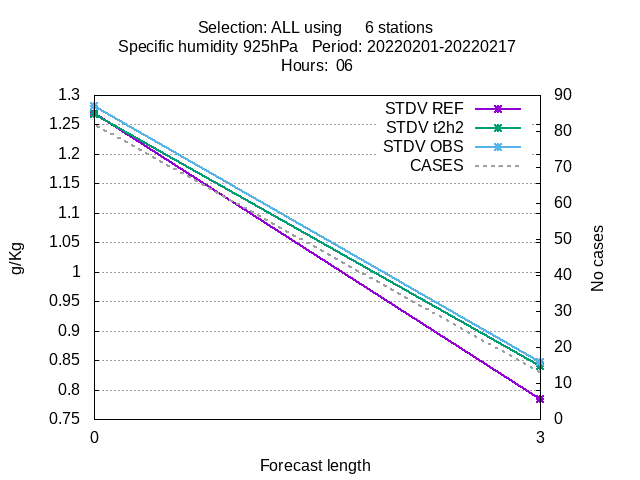 Selection: ALL using 6 stations
Specific humidity 925hPa Period: 20220201-20220217
Hours: 06
1.3
1.25
1.2
1.15
1.1
1.05
1
0.95
0.9
0.85
0.8
0.75
g/Kg
STDV REF
STDV t2h2
STDV OBS
CASES
90
80
70
60
50
40
30
20
10
0
No cases
0 3
Forecast length